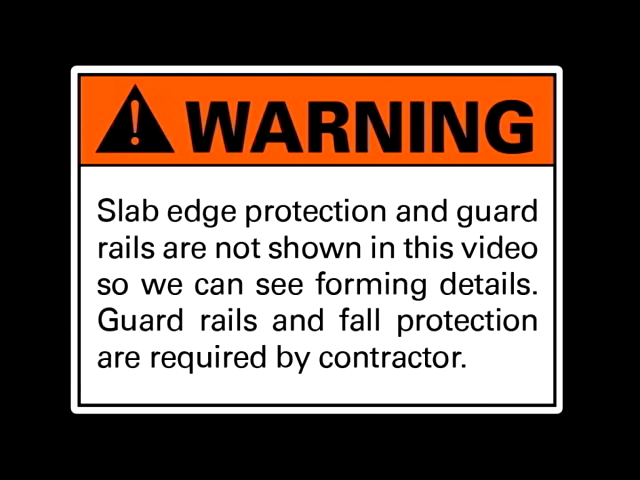 WARNING
Slab edge protection and guard
rails are not shown in this video
so we can see forming details.
Guard rails and fall protection
are required by contractor.